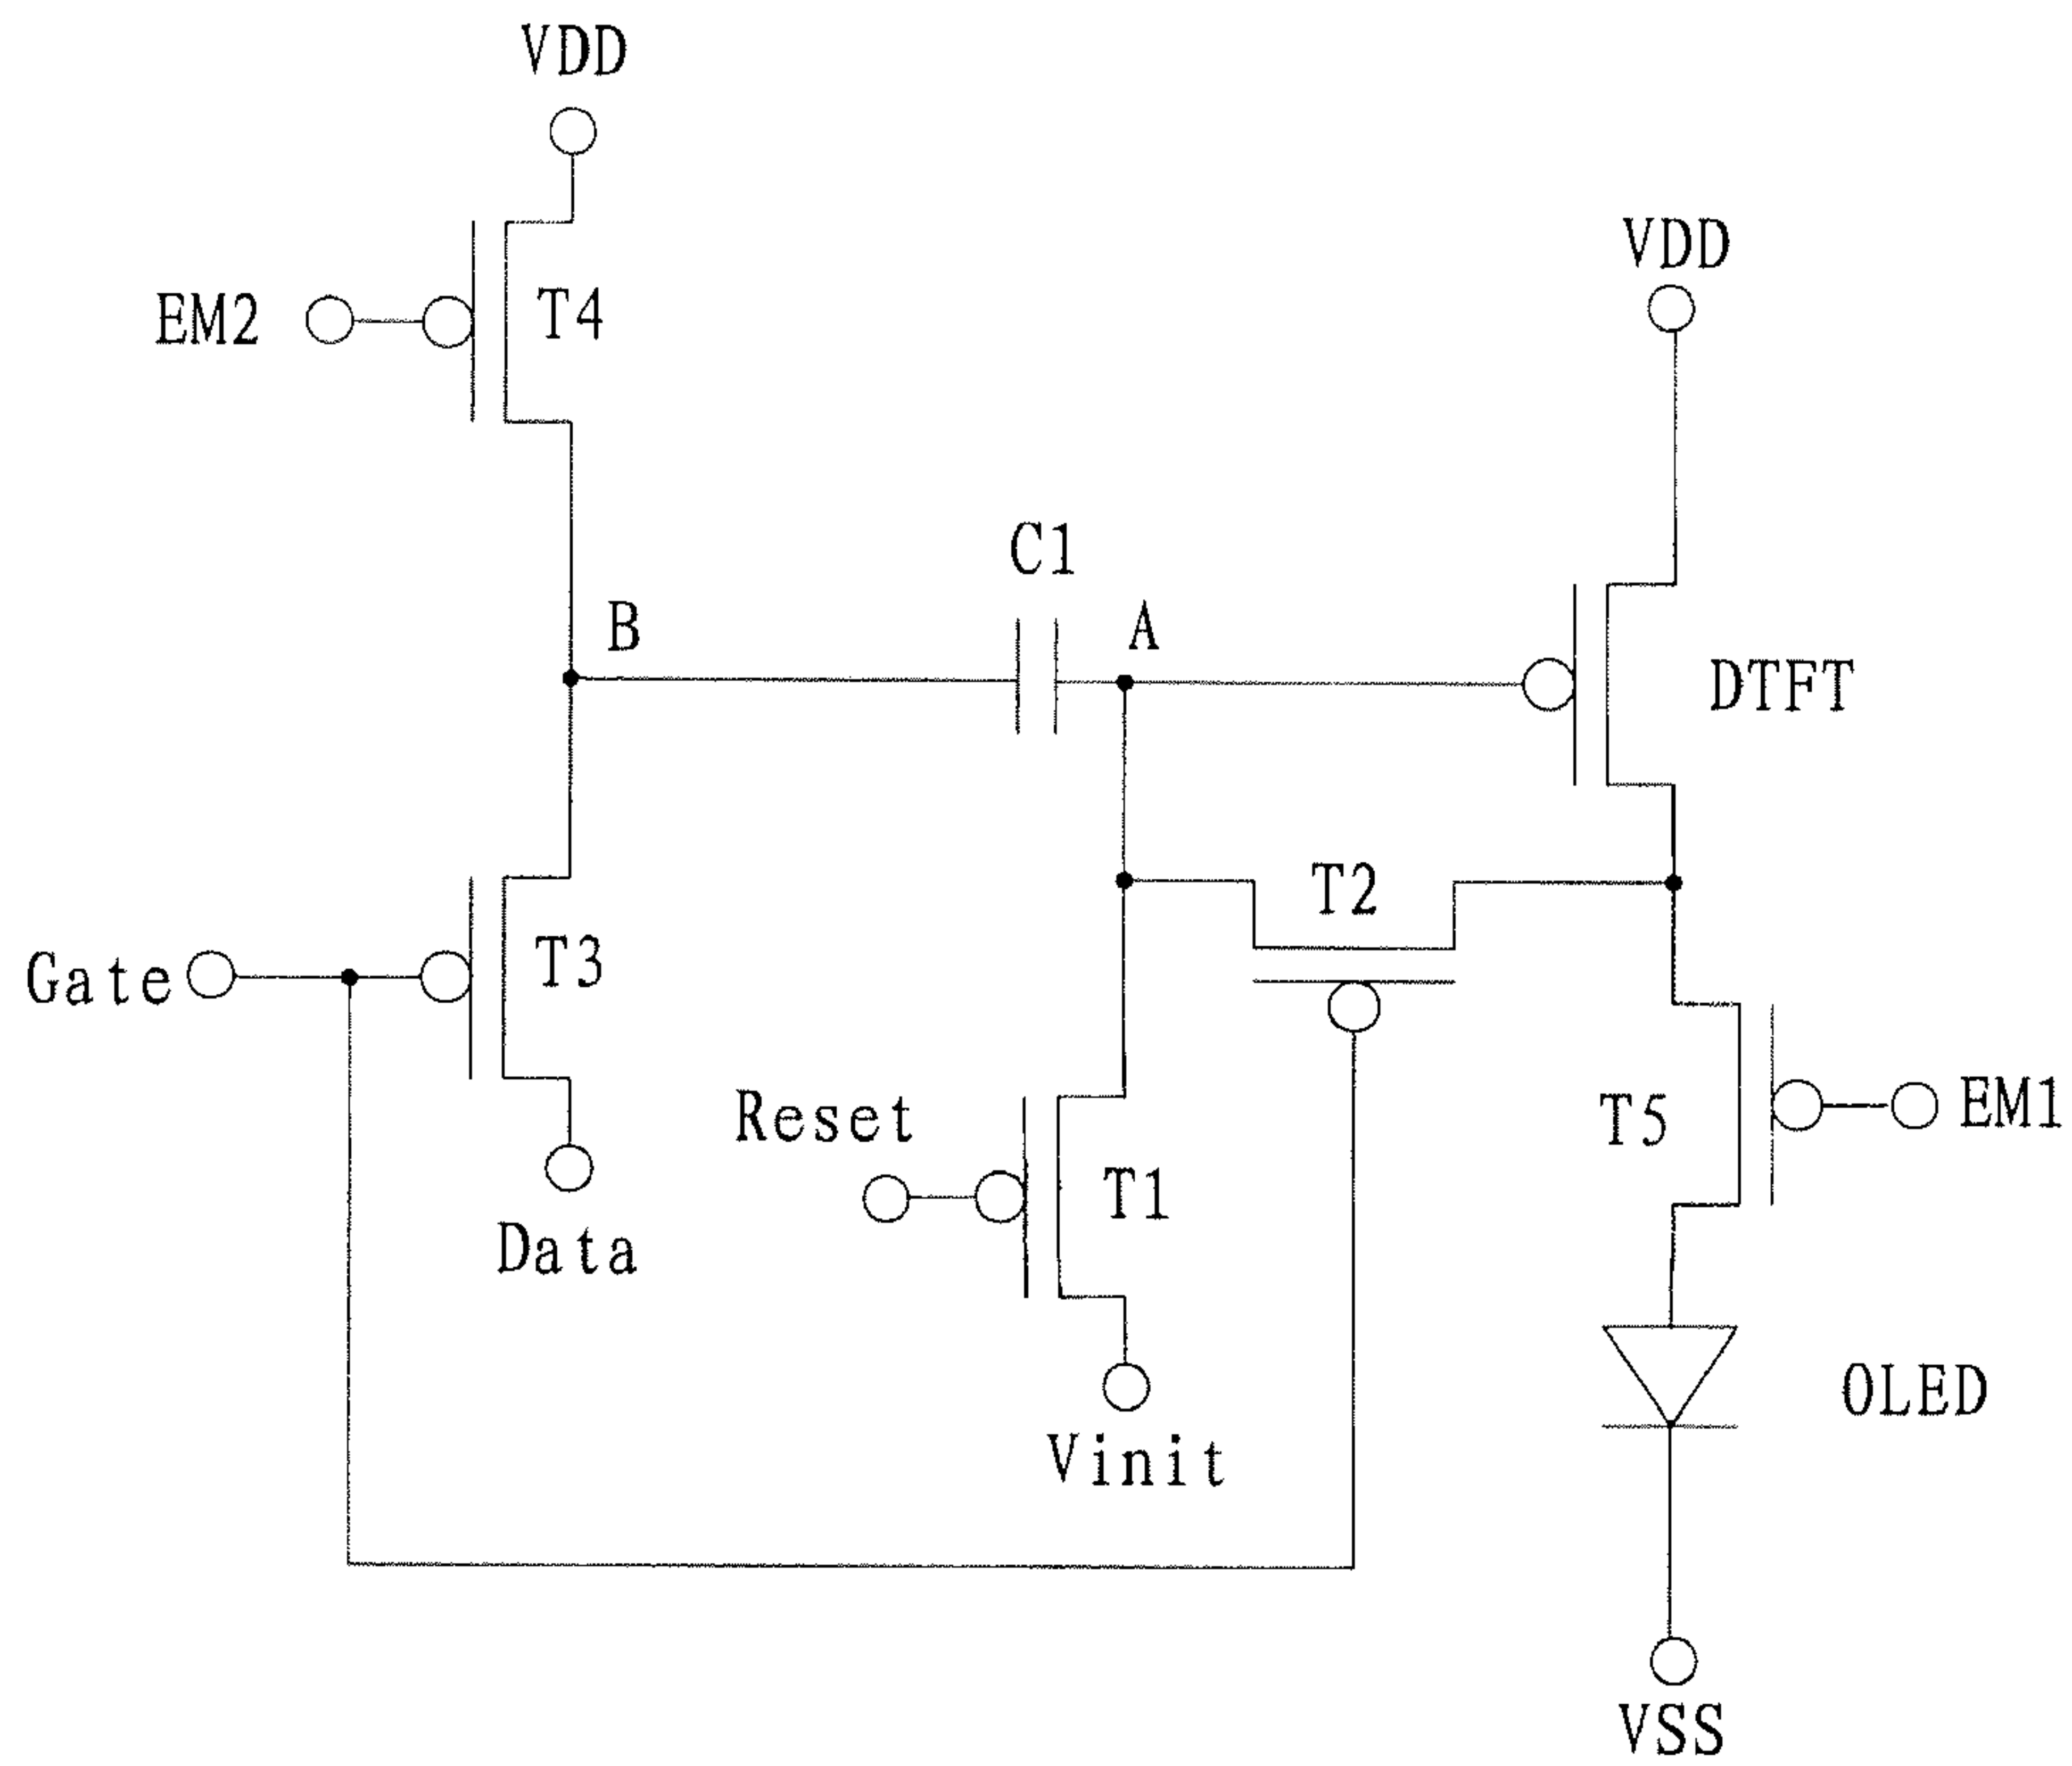 VDD
VDD
EM2
T4
C1
B
A
DTFT
T2
Gate
T3
Reset
T5
EM1
T1
Data
OLED
Vinit
VSS